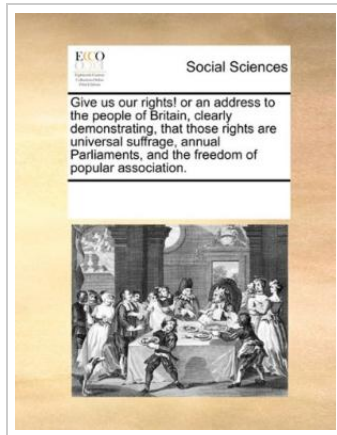 ECCO
Social Sciences
Give us our rights! or an address to
the people of Britain, clearly
demonstrating, that those rights are
universal suffrage, annual
Parliaments, and the freedom of
popular association.